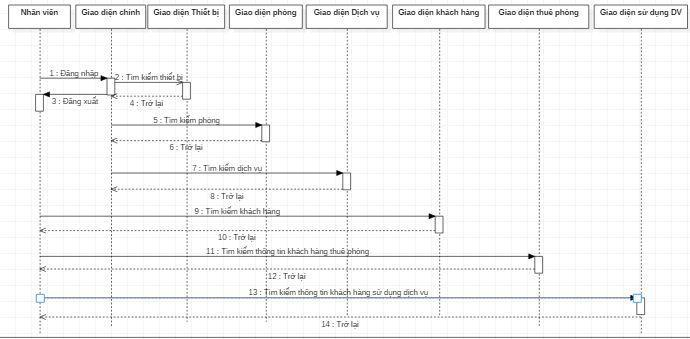 Nhân viên
Giao diện chính
Giao diện Thiết bị
Giao diện phòng
Giao diện Dịch vụ
Giao diện khách hàng
Giao diện thuê phòng
Giao diện sử dụng DV
1 : Đăng nhập
2 : Tìm kiếm thiết bị
3 : Đăng xuất
4 : Trở lại
5 : Tìm kiếm phòng
6 : Trở lại
7 : Tìm kiếm dịch vụ
8 : Trở lại
9 : Tìm kiếm khách hàng
10 : Trở lại
11 : Tìm kiếm thông tin khách hàng thuê phòng
12 : Trở lại
13 : Tìm kiếm thông tin khách hàng sử dụng dịch vụ
14 : Trở lại